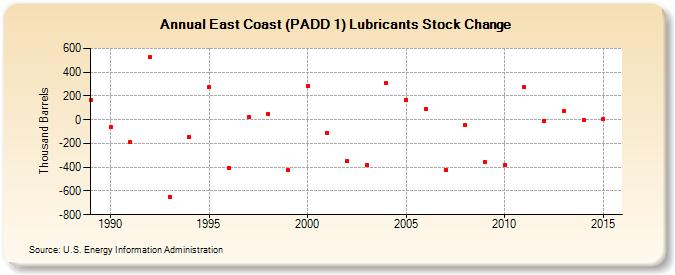 Annual East Coast (PADD 1) Lubricants Stock Change
Thousand Barrels
600
400
200
0
-200
-400
-600
-800
1990 1995 2000 2005 2010 2015
Source: U.S. Energy Information Administration